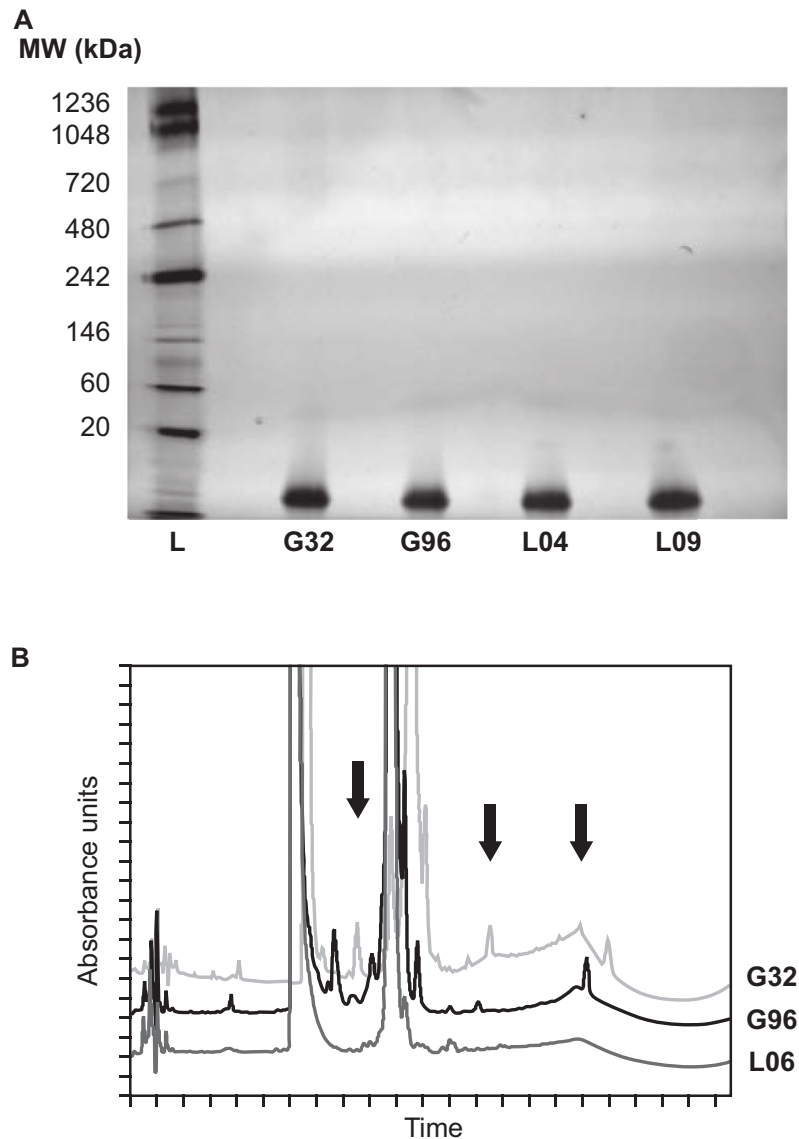 A
MW (kDa)
1236
1048
720
480
242
146
60
20
L G32 G96 L04 L09
B
Absorbance units
G32
G96
L06
Time